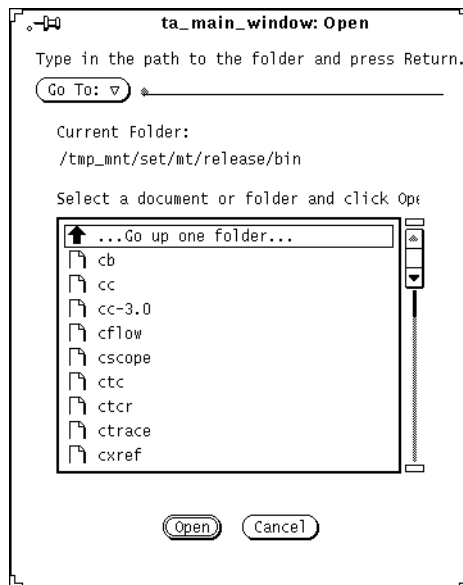 ta_main_window: Open
Type in the path to the folder and press Return.
Go To:
Current Folder:
/tmp_mnt/set/mt/release/bin
Select a document or folder and click Ope
...Go up one folder...
cb
cc
cc-3.0
cflow
cscope
ctc
ctcr
ctrace
cxref
Open Cancel